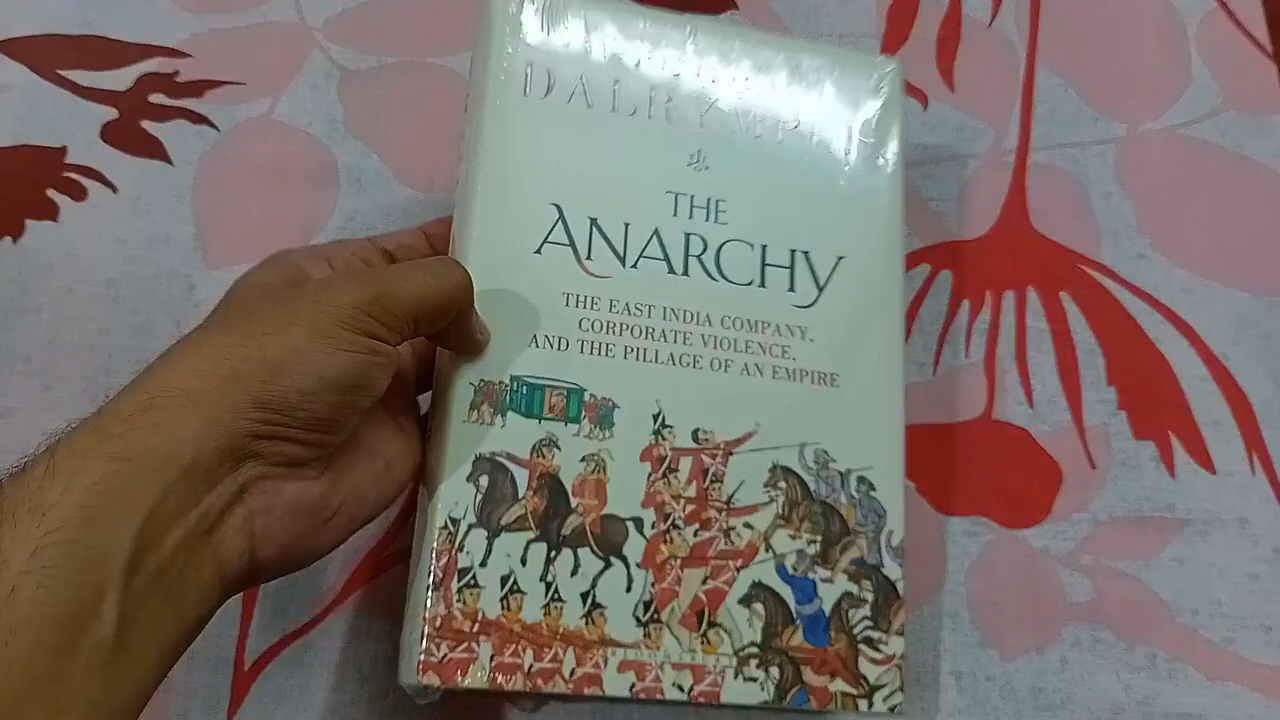 DALRYMPLE
THE
ANARCHY
THE EAST INDIA COMPANY,
CORPORATE VIOLENCE,
AND THE PILLAGE OF AN EMPIRE